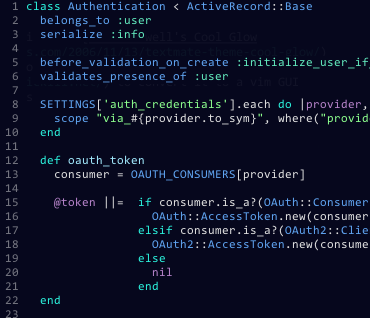 1 class Authentication < ActiveRecord::Base
2 belongs_to :user
3 serialize :info
4
5 before_validation_on_create :initialize_user_if_
6 validates_presence_of :user
7
8 SETTINGS['auth_credentials'].each do |provider,
9 scope "via_#{provider.to_sym}", where("provid
10 end
11
12 def oauth_token
13 consumer = OAUTH_CONSUMERS[provider]
14
15 @token ||= if consumer.is_a?(OAuth::Consumer
16 OAuth::AccessToken.new(consumer
17 elsif consumer.is_a?(OAuth2::Clie
18 OAuth2::AccessToken.new(consume
19 else
20 nil
21 end
22 end
23